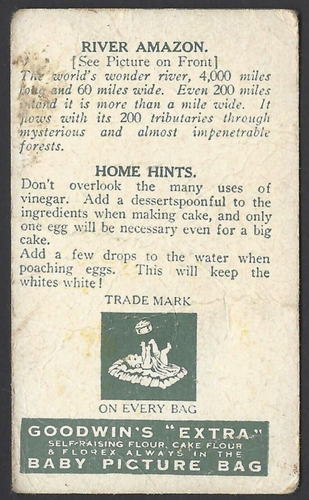 RIVER AMAZON.
[See Picture on Front]
The world's wonder river, 4,000 miles
long and 60 miles wide. Even 200 miles
inland it is more than a mile wide. It
flows with its 200 tributaries through
mysterious and almost impenetrable
forests.
HOME HINTS.
Don't overlook the many uses of
vinegar. Add a dessertspoonful to the
ingredients when making cake, and only
one egg will be necessary even for a big
cake.
Add a few drops to the water when
poaching eggs. This will keep the
whites white!
TRADE MARK
ON EVERY BAG
GOODWIN'S "EXTRA"
SELF-RAISING FLOUR, CAKE FLOUR
& FLOREX ALWAYS IN THE
BABY PICTURE BAG